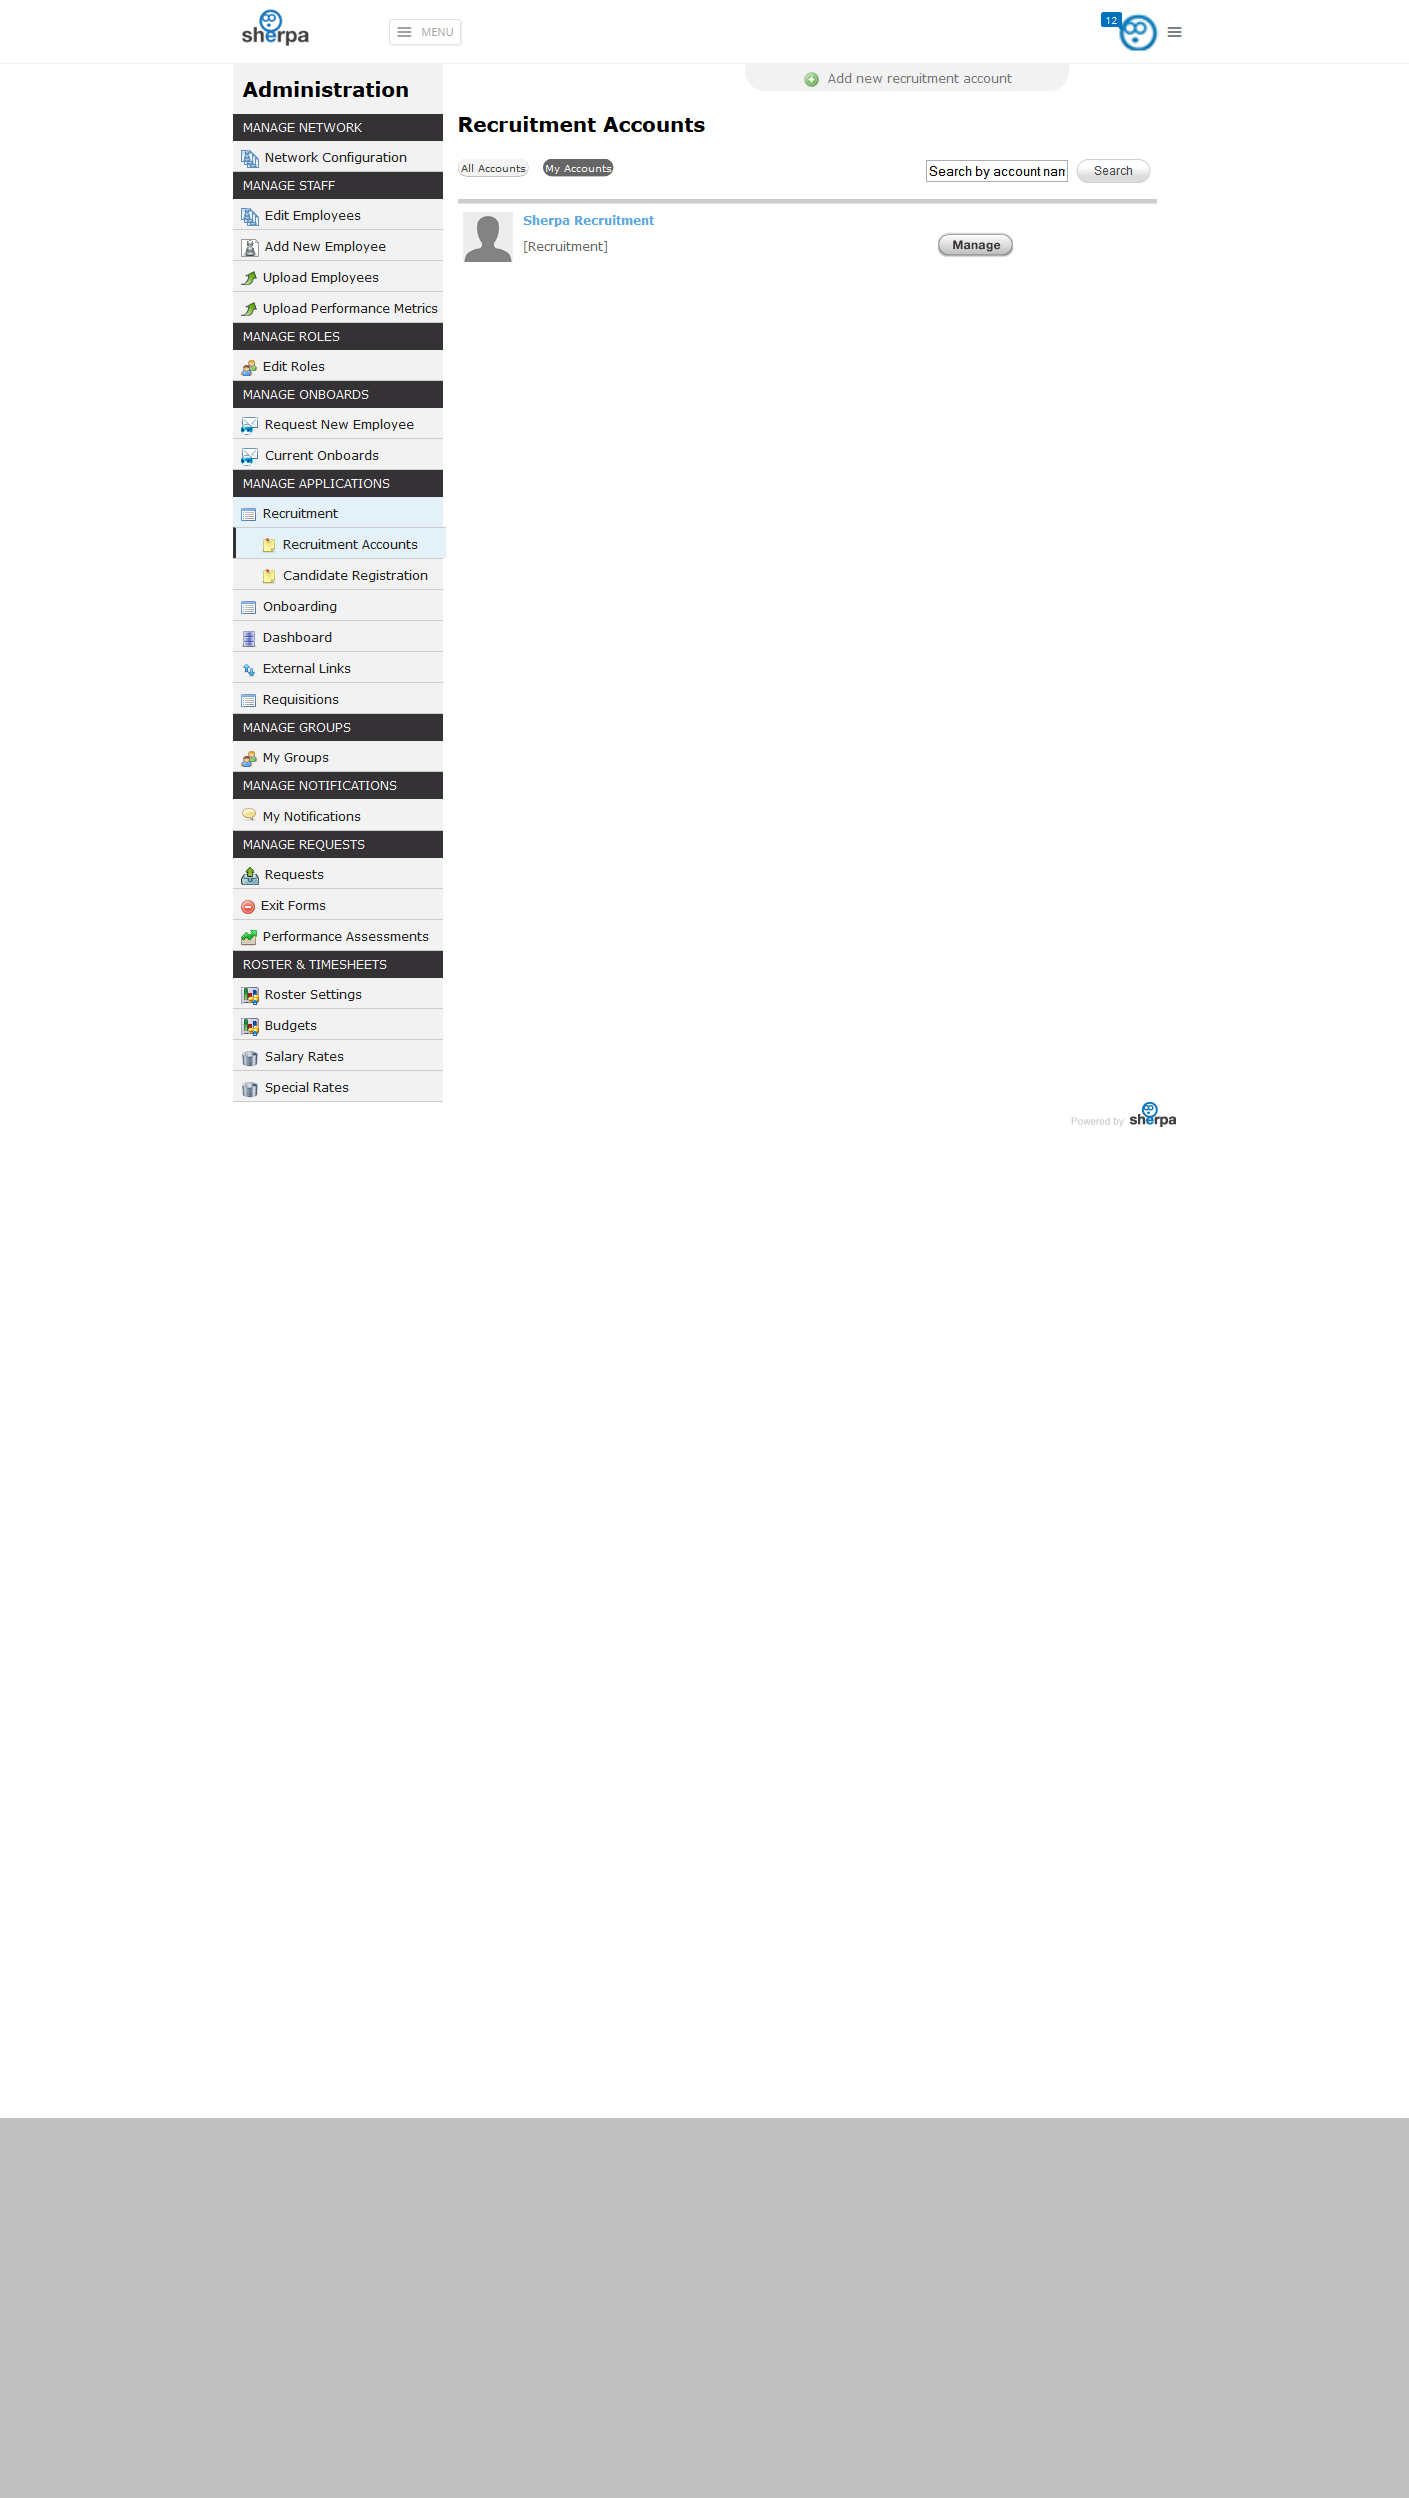 sherpa
MENU
12
Administration
Add new recruitment account
MANAGE NETWORK
Network Configuration
MANAGE STAFF
Edit Employees
Add New Employee
Upload Employees
Upload Performance Metrics
MANAGE ROLES
Edit Roles
MANAGE ONBOARDS
Request New Employee
Current Onboards
MANAGE APPLICATIONS
Recruitment
Recruitment Accounts
Candidate Registration
Onboarding
Dashboard
External Links
Requisitions
MANAGE GROUPS
My Groups
MANAGE NOTIFICATIONS
My Notifications
MANAGE REQUESTS
Requests
Exit Forms
Performance Assessments
ROSTER & TIMESHEETS
Roster Settings
Budgets
Salary Rates
Special Rates
Recruitment Accounts
All Accounts
My Accounts
Search by account nam
Search
Sherpa Recruitment
[Recruitment]
Manage
Powered by sherpa